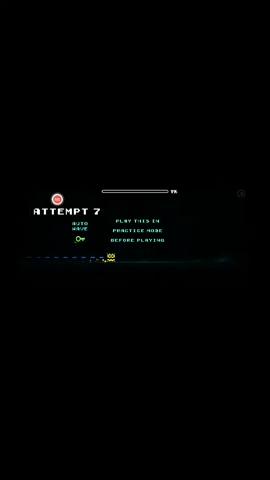 ATTEMPT 7
AUTO
WAVE
PLAY THIS IN
PRACTICE MODE
BEFORE PLAYING